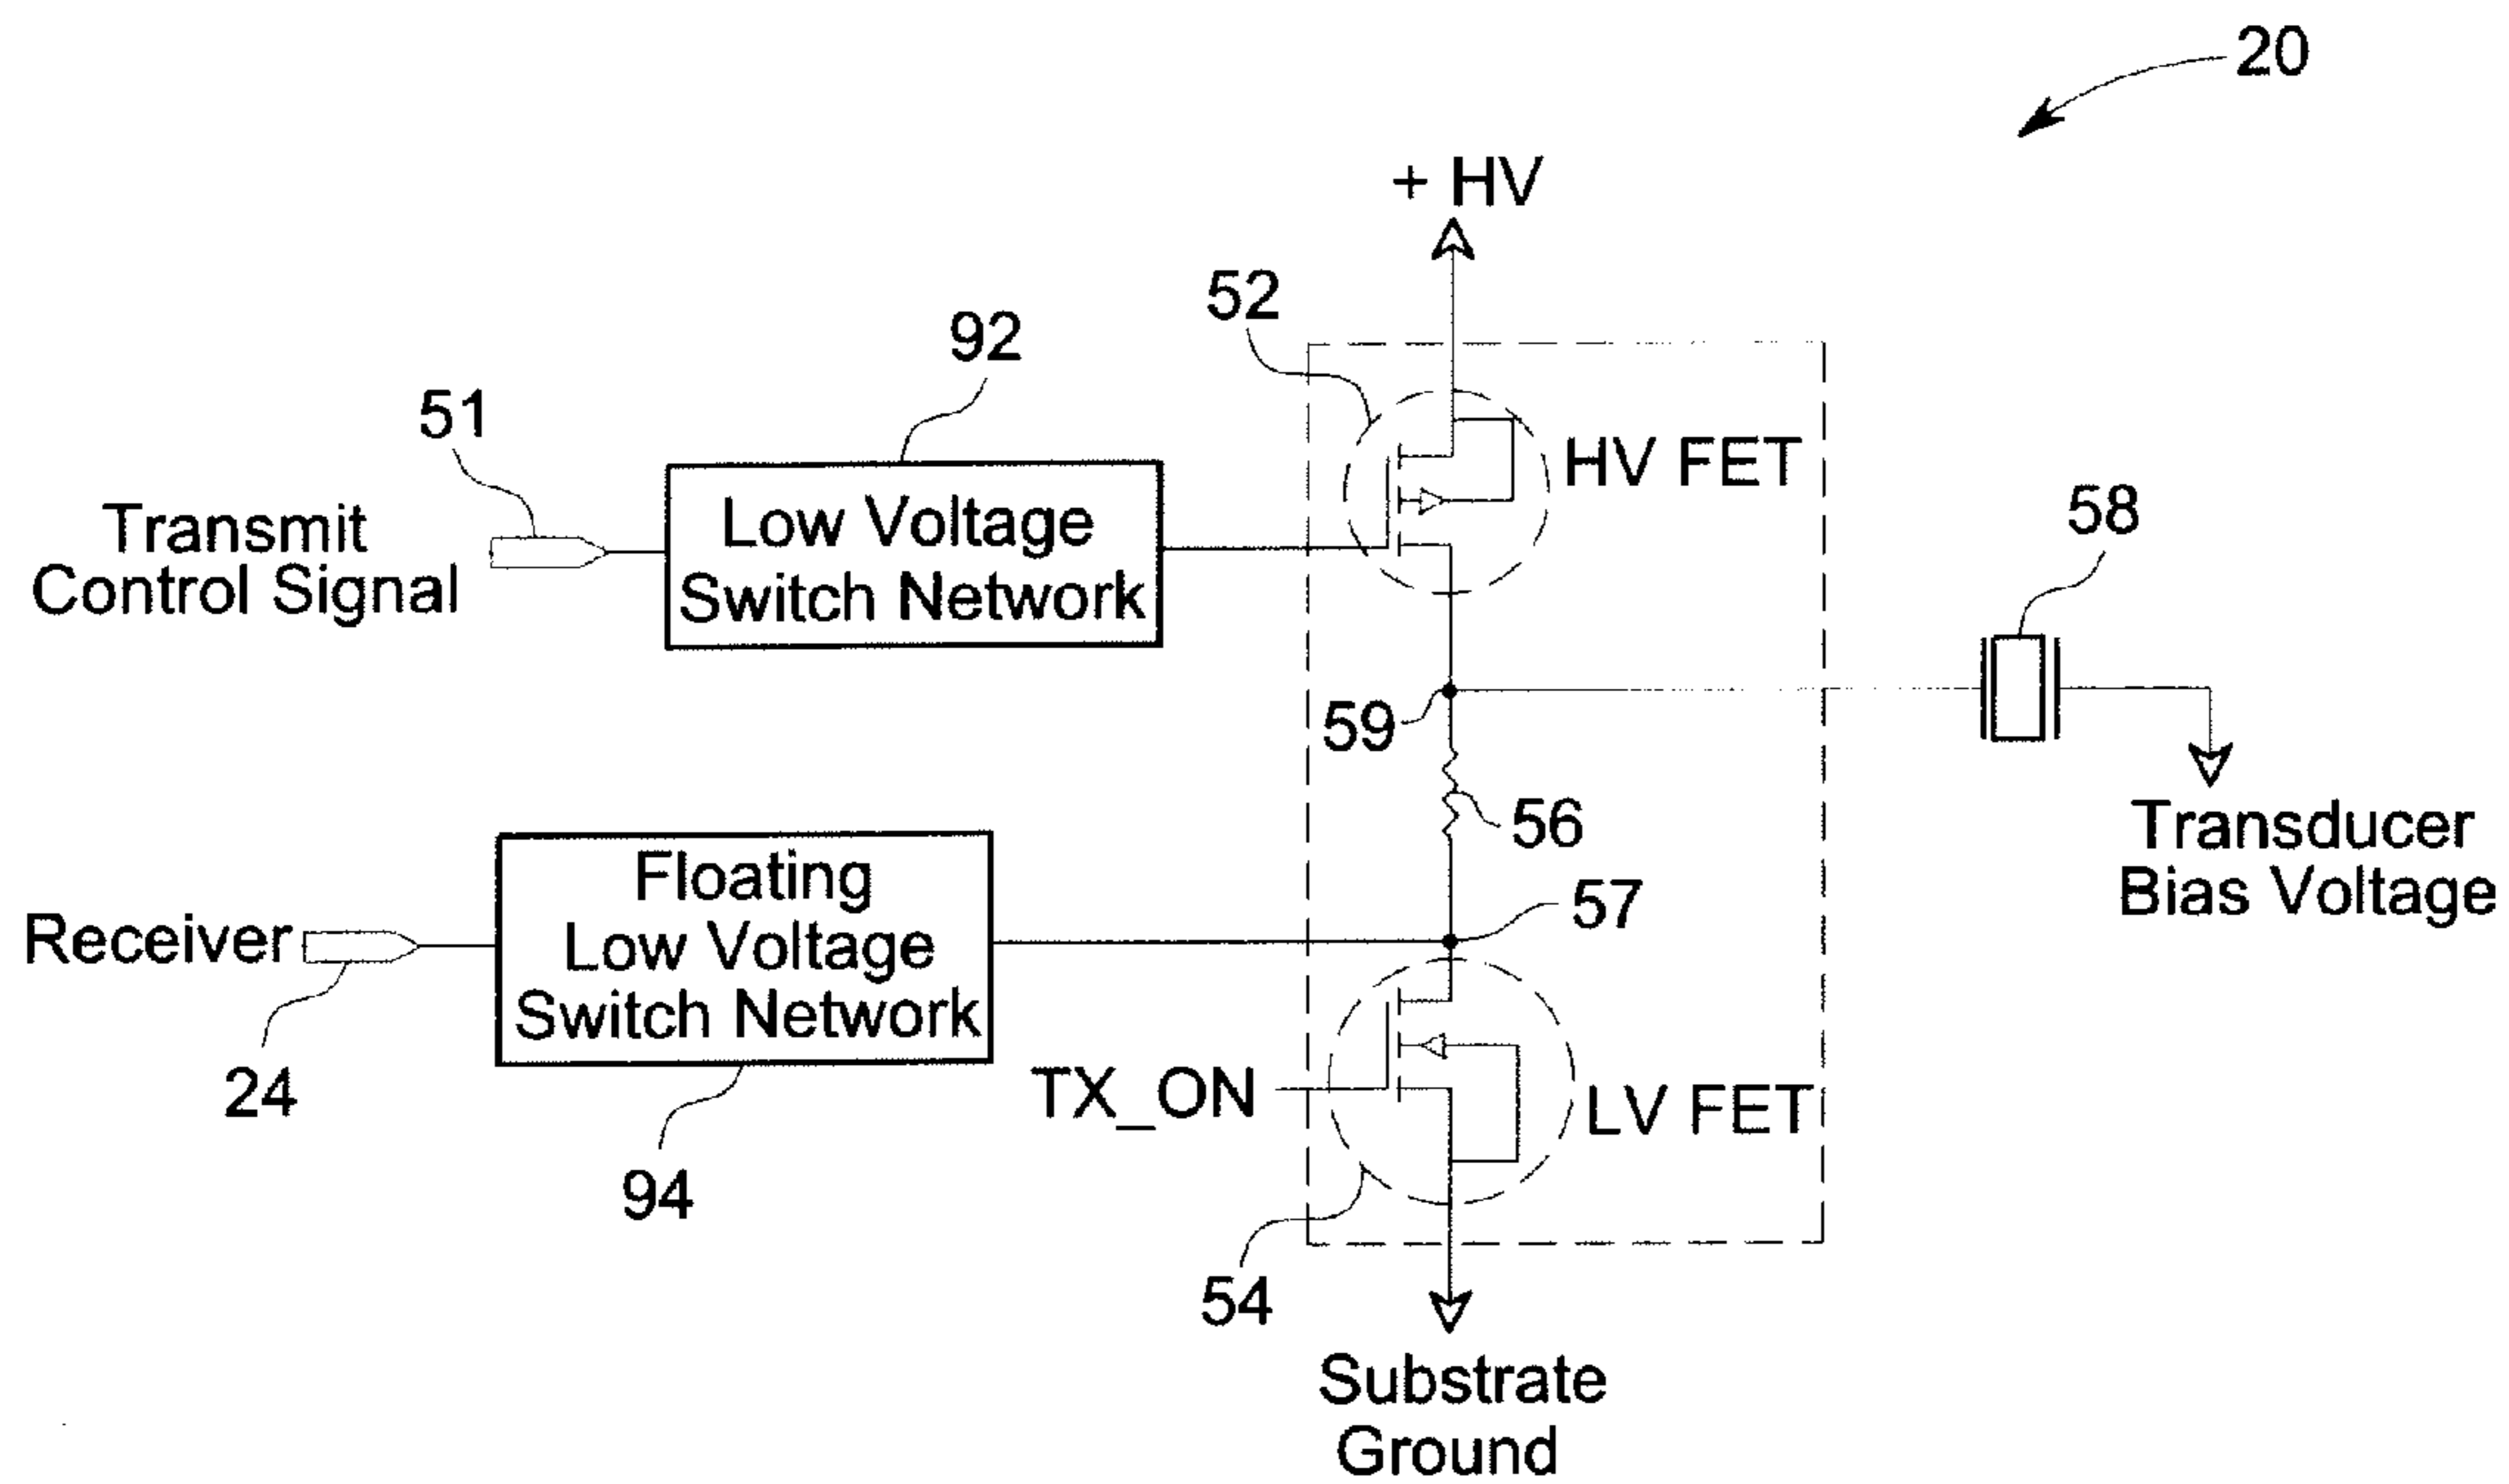 20
+ HV
52
92
51
HV FET
Low Voltage
Switch Network
Transmit
Control Signal
58
59
56
Transducer
Bias Voltage
57
Floating
Low Voltage
Switch Network
Receiver
24
TX_ON
LV FET
94
54
Substrate
Ground